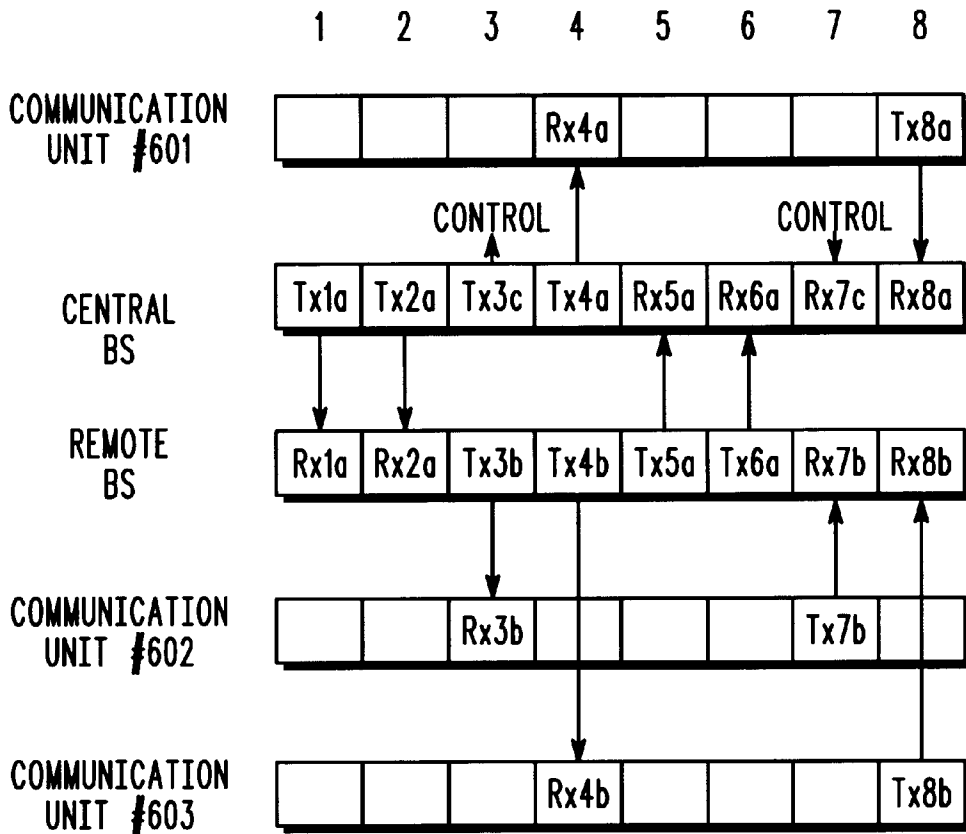 1 2 3 4 5 6 7 8
COMMUNICATION
UNIT #601
Rx4a Tx8a
CONTROL CONTROL
CENTRAL
BS
Tx1a Tx2a Tx3c Tx4a Rx5a Rx6a Rx7c Rx8a
REMOTE
BS
Rx1a Rx2a Tx3b Tx4b Tx5a Tx6a Rx7b Rx8b
COMMUNICATION
UNIT #602
Rx3b Tx7b
COMMUNICATION
UNIT #603
Rx4b Tx8b